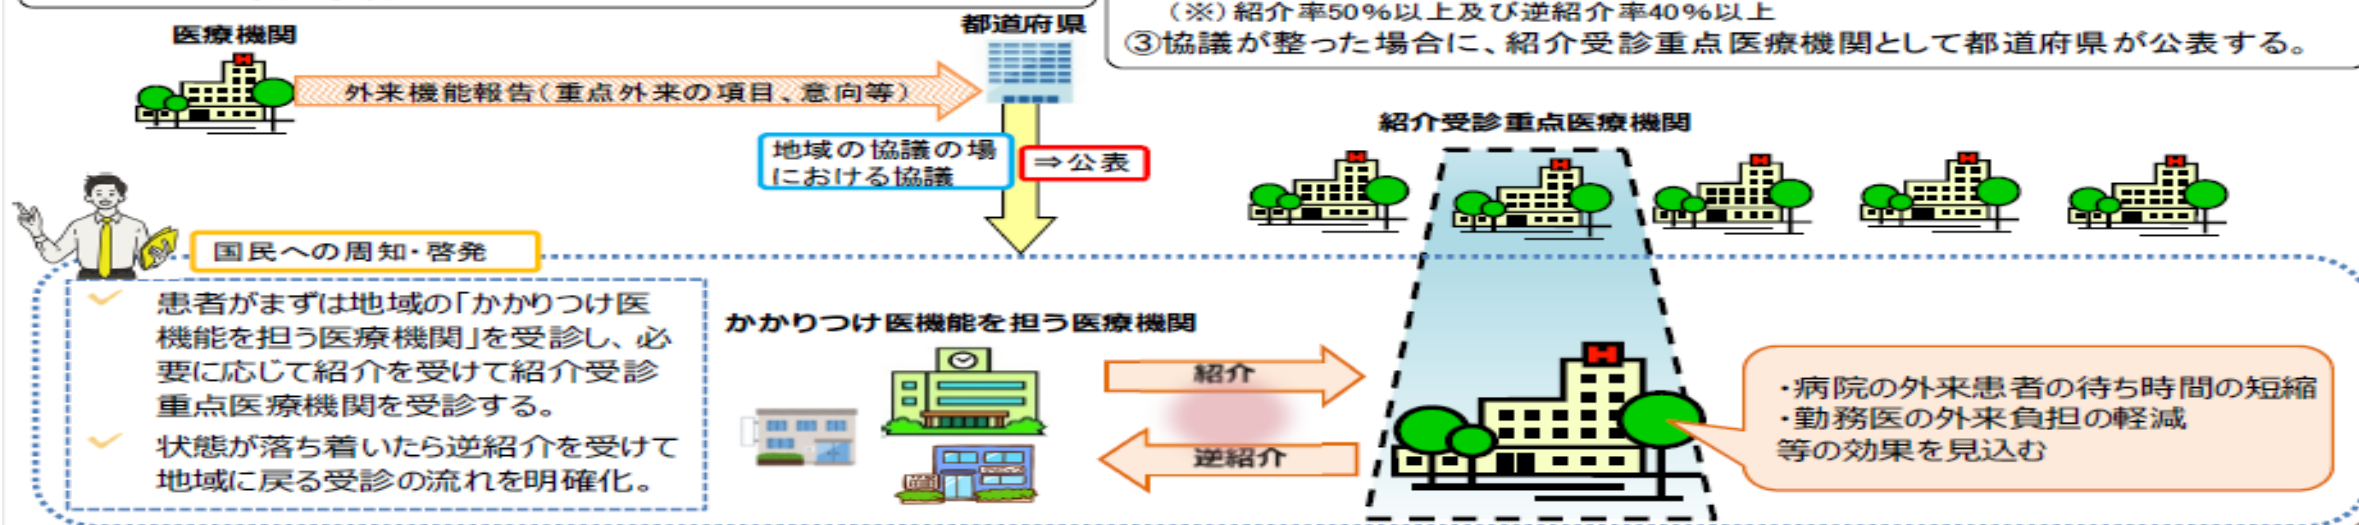 (※)紹介率50%以上及び逆紹介率40%以上
③協議が整った場合に、紹介受診重点医療機関として都道府県が公表する。
医療機関
都道府県
外来機能報告(重点外来の項目、意向等)
地域の協議の場
における協議
⇒公表
紹介受診重点医療機関
国民への周知・啓発
患者がまずは地域の「かかりつけ医
機能を担う医療機関」を受診し、必
要に応じて紹介を受けて紹介受診
重点医療機関を受診する。
状態が落ち着いたら逆紹介を受けて
地域に戻る受診の流れを明確化。
かかりつけ医機能を担う医療機関
紹介
逆紹介
・病院の外来患者の待ち時間の短縮
・勤務医の外来負担の軽減
等の効果を見込む